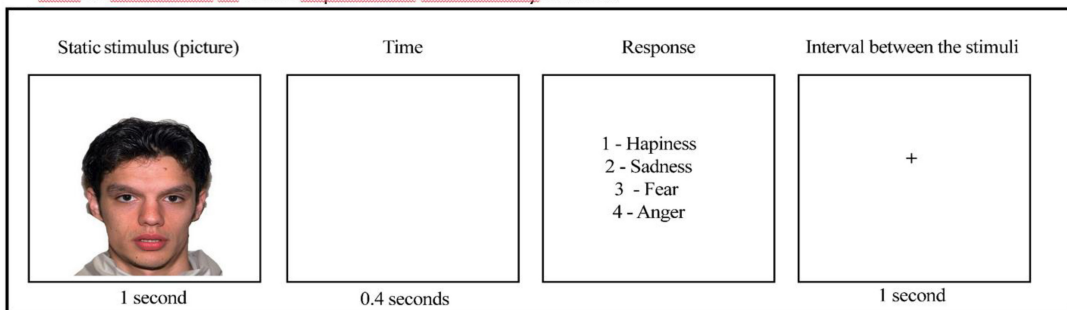 Static stimulus (picture)
Time
Response
Interval between the stimuli
1 - Hapiness
2 - Sadness
3 - Fear
4 - Anger
+
1 second
0.4 seconds
1 second